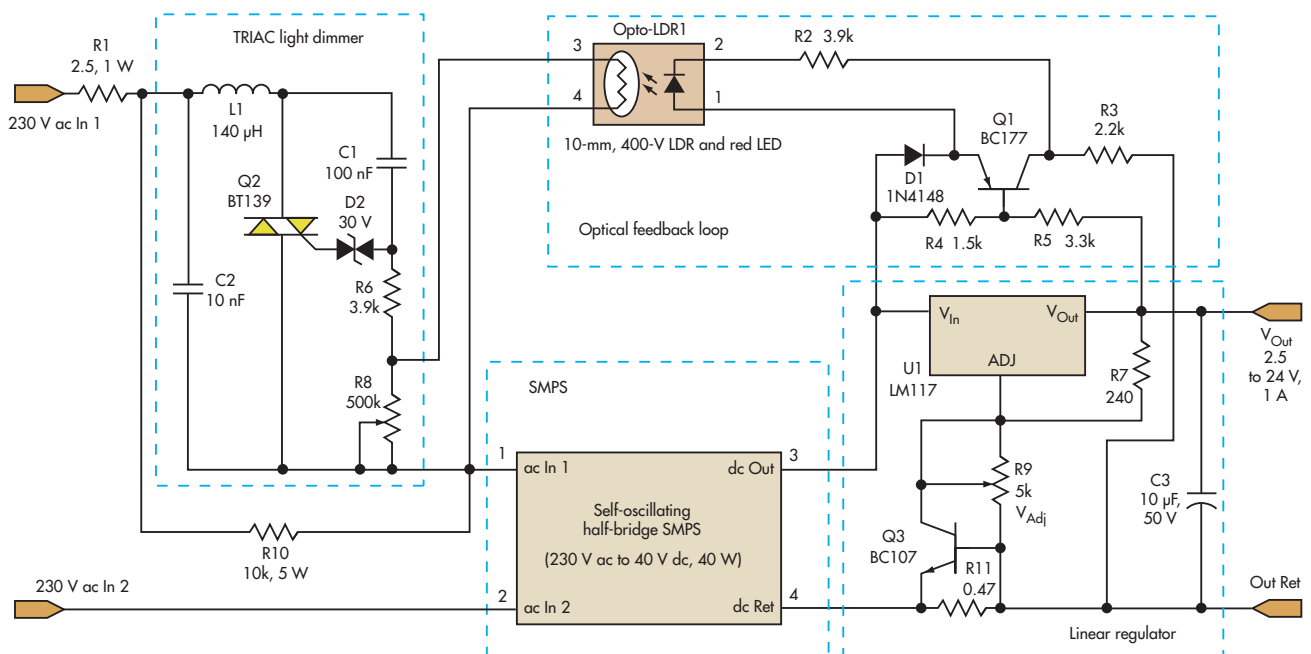 TRIAC light dimmer
R1
2.5, 1 W
230 V ac In 1
L1
140 µH
C1
100 nF
Q2
BT139
D2
30 V
C2
10 nF
R6
3.9k
R8
500k
R10
10k, 5 W
230 V ac In 2
Opto-LDR1
3
4
2
1
10-mm, 400-V LDR and red LED
R2 3.9k
Q1
BC177
R3
2.2k
D1
1N4148
R4 1.5k
R5 3.3k
Optical feedback loop
SMPS
1
ac In 1
dc Out
3
Self-oscillating
half-bridge SMPS
(230 V ac to 40 V dc, 40 W)
2
ac In 2
dc Ret
4
VIn
VOut
ADJ
U1
LM117
R7
240
VOut
2.5
to 24 V,
1 A
R9
5k
VAdj
Q3
BC107
R11
0.47
C3
10 µF,
50 V
Out Ret
Linear regulator